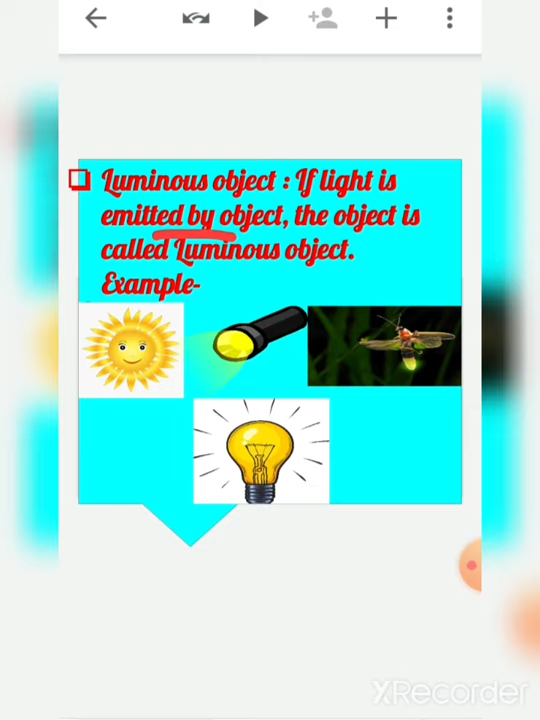 Luminous object : If light is
emitted by object, the object is
called Luminous object.
Example-
XRecorder